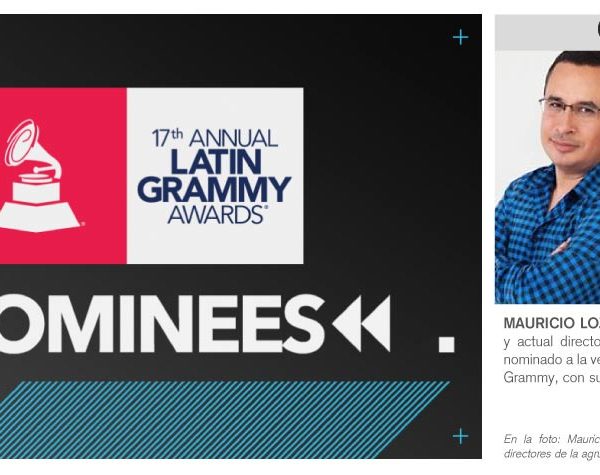 17th ANNUAL
LATIN
GRAMMY
AWARDS®
OMINEES
.
MAURICIO LOZ
y actual directo
nominado a la ve
Grammy, con su
En la foto: Mauric
directores de la agru